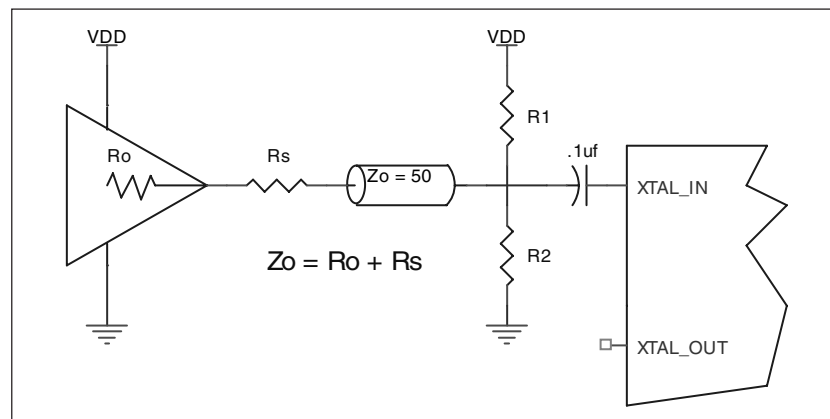 VDD
VDD
R1
.1uf
Ro
Rs
Zo = 50
XTAL_IN
Zo = Ro + Rs
R2
XTAL_OUT